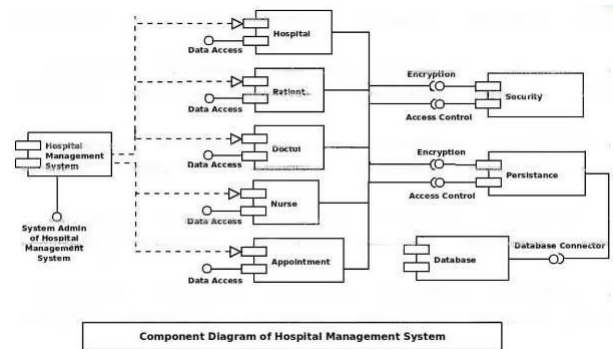 Hospital
Data Access
Patient
Data Access
Doctol
Data Access
Nurse
Data Access
Appointment
Data Access
Hospital
Management
System
System Admin
of Hospital
Management
System
Encryption
Access Control
Security
Encryption
Access Control
Persistance
Database
Database Connector
Component Diagram of Hospital Management System